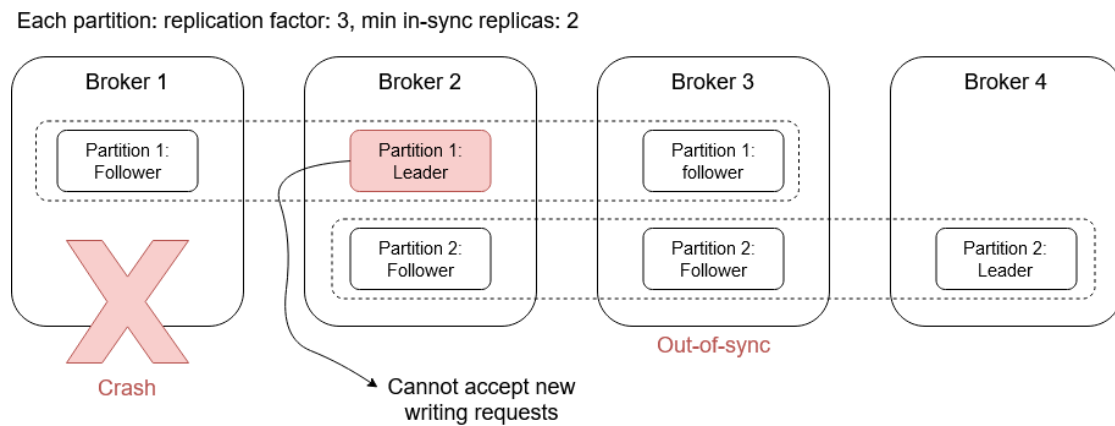 Each partition: replication factor: 3, min in-sync replicas: 2
Broker 1
Broker 2
Broker 3
Broker 4
Partition 1:
Follower
Partition 1:
Leader
Partition 1:
follower
Partition 2:
Follower
Partition 2:
Follower
Partition 2:
Leader
Crash
Out-of-sync
Cannot accept new
writing requests